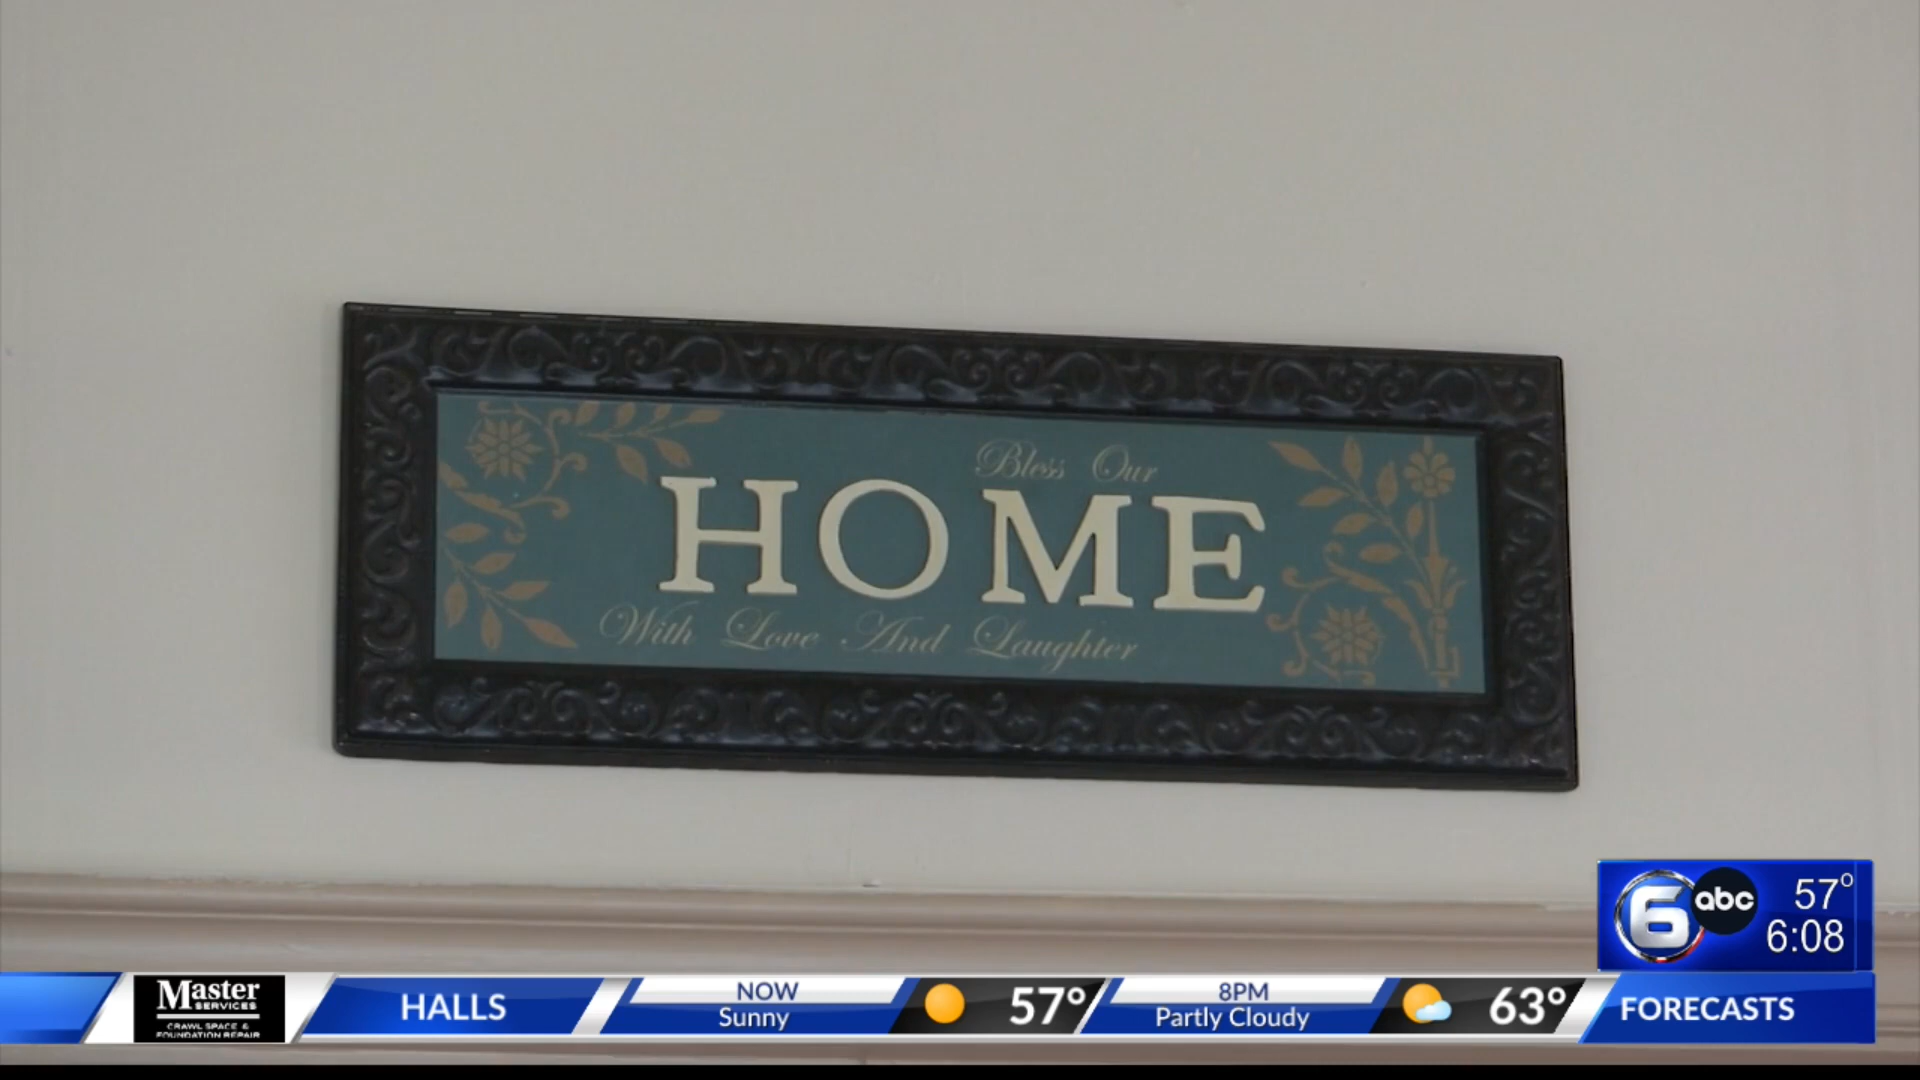 Bless Our
HOME
With Love And Laughter
6 abc 57°
6:08
Master
SERVICES
CRAWL SPACE &
FOUNDATION REPAIR
HALLS
NOW
Sunny
57°
8PM
Partly Cloudy
63°
FORECASTS